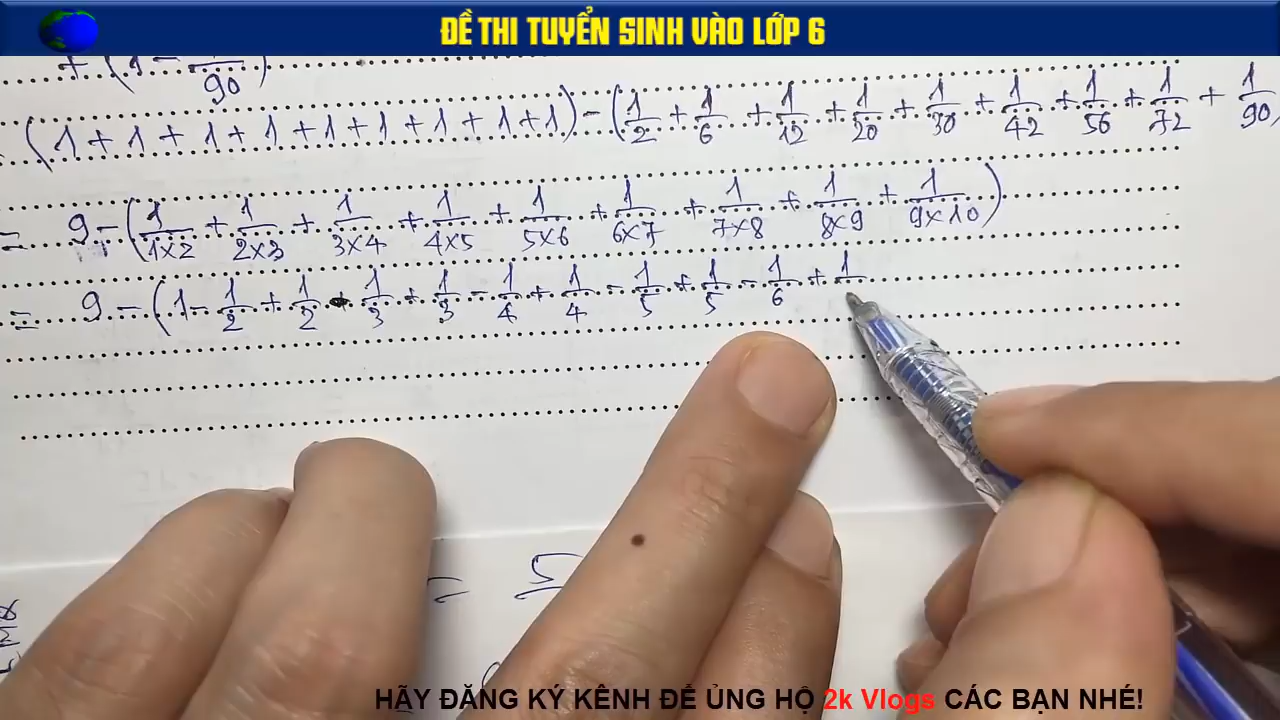 ĐỀ THI TUYỂN SINH VÀO LỚP 6
+ (1 - 1/90)
(1 + 1 + 1 + 1 + 1 + 1 + 1 + 1 + 1) - (1/2 + 1/6 + 1/12 + 1/20 + 1/30 + 1/42 + 1/56 + 1/72 + 1/90)
= 9 - (1/1×2 + 1/2×3 + 1/3×4 + 1/4×5 + 1/5×6 + 1/6×7 + 1/7×8 + 1/8×9 + 1/9×10)
= 9 - (1 - 1/2 + 1/2 - 1/3 + 1/3 - 1/4 + 1/4 - 1/5 + 1/5 - 1/6 + 1/
= 5
HÃY ĐĂNG KÝ KÊNH ĐỂ ỦNG HỘ 2k Vlogs CÁC BẠN NHÉ!